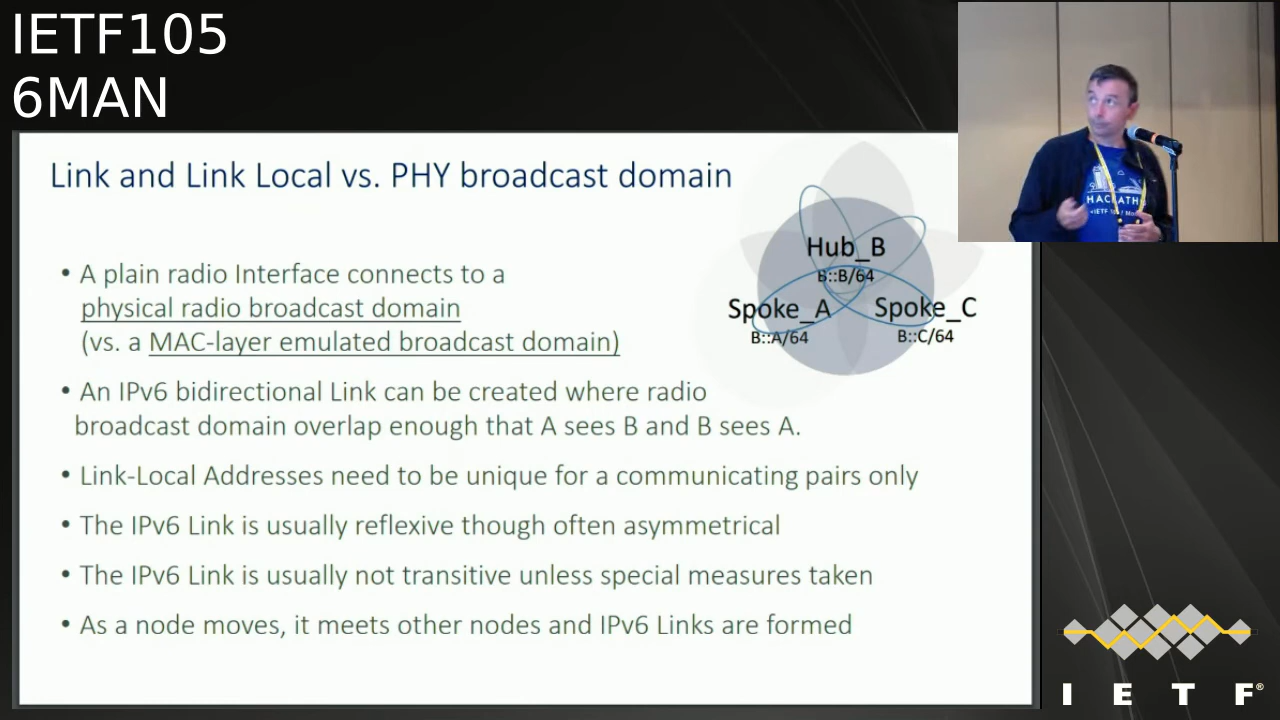 IETF105
6MAN
Link and Link Local vs. PHY broadcast domain
• A plain radio Interface connects to a
physical radio broadcast domain
(vs. a MAC-layer emulated broadcast domain)
• An IPv6 bidirectional Link can be created where radio
broadcast domain overlap enough that A sees B and B sees A.
• Link-Local Addresses need to be unique for a communicating pairs only
• The IPv6 Link is usually reflexive though often asymmetrical
• The IPv6 Link is usually not transitive unless special measures taken
• As a node moves, it meets other nodes and IPv6 Links are formed
Hub_B
B::B/64
Spoke_A
B::A/64
Spoke_C
B::C/64
HACKATH
IETF
I E T F®